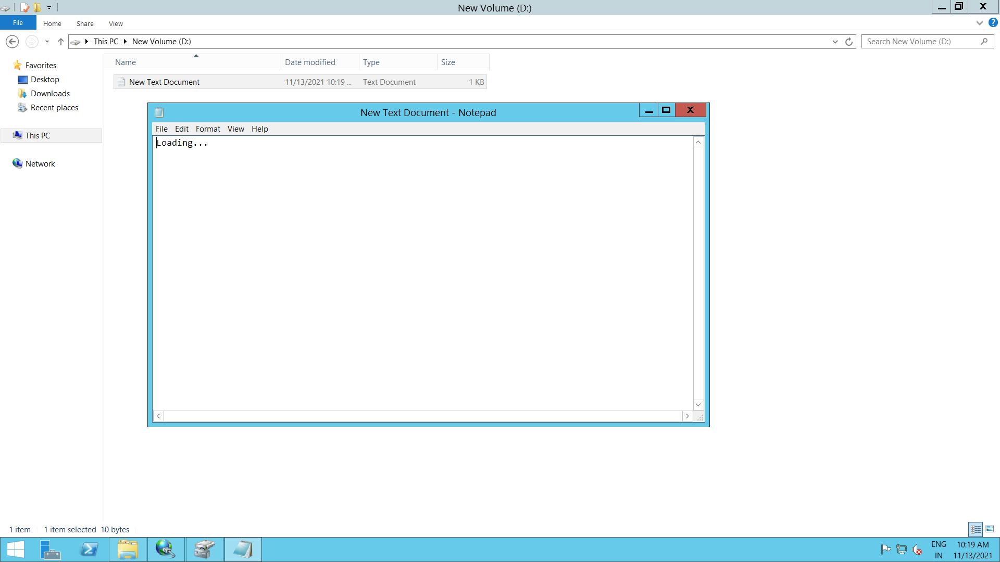 New Volume (D:)
File Home Share View
This PC New Volume (D:)
Search New Volume (D:)
Name Date modified Type Size
New Text Document 11/13/2021 10:19 ... Text Document 1 KB
Favorites
Desktop
Downloads
Recent places
This PC
Network
New Text Document - Notepad
File Edit Format View Help
Loading...
1 item 1 item selected 10 bytes
ENG 10:19 AM
IN 11/13/2021